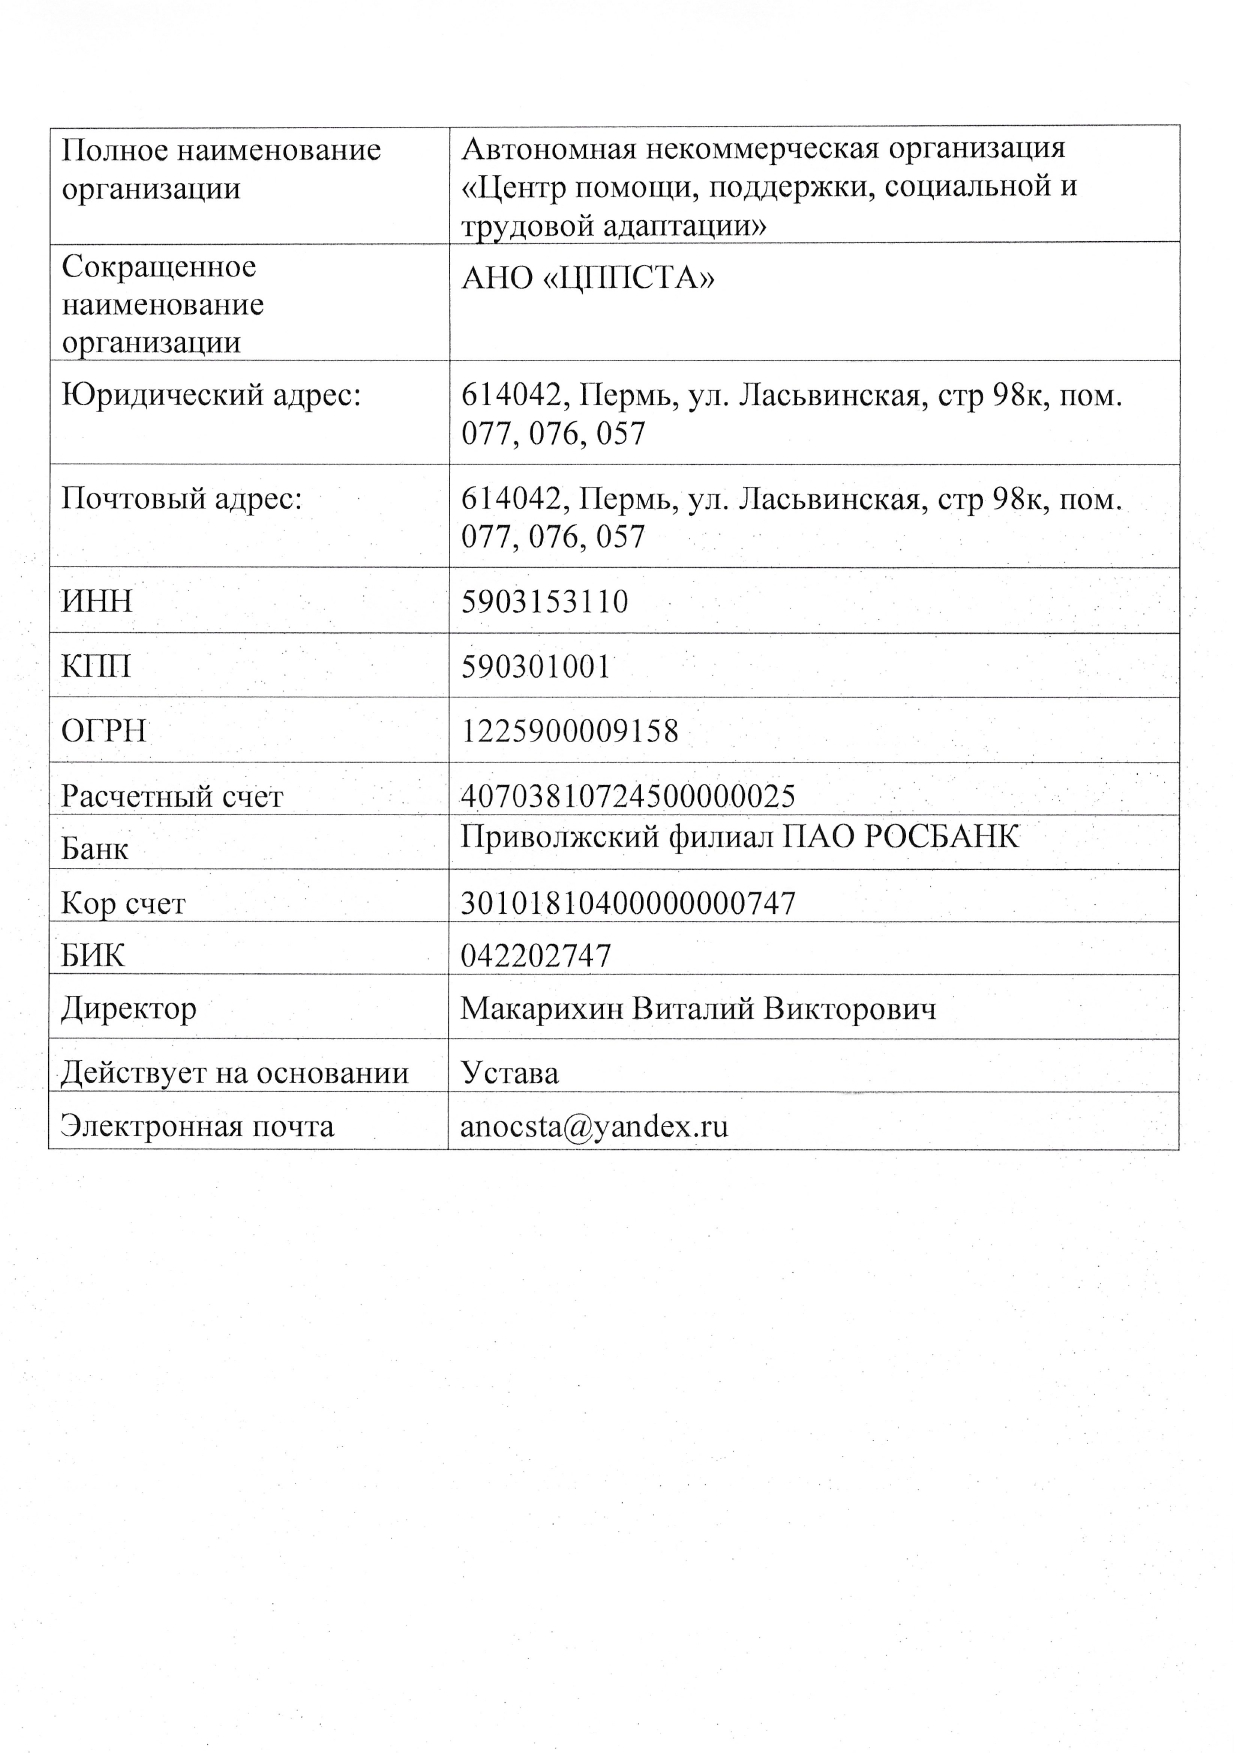 Полное наименование
организации
Автономная некоммерческая организация
«Центр помощи, поддержки, социальной и
трудовой адаптации»
Сокращенное
наименование
организации
АНО «ЦППСТА»
Юридический адрес:
614042, Пермь, ул. Ласьвинская, стр 98к, пом.
077, 076, 057
Почтовый адрес:
614042, Пермь, ул. Ласьвинская, стр 98к, пом.
077, 076, 057
ИНН
5903153110
КПП
590301001
ОГРН
1225900009158
Расчетный счет
40703810724500000025
Банк
Приволжский филиал ПАО РОСБАНК
Кор счет
30101810400000000747
БИК
042202747
Директор
Макарихин Виталий Викторович
Действует на основании
Устава
Электронная почта
anocsta@yandex.ru